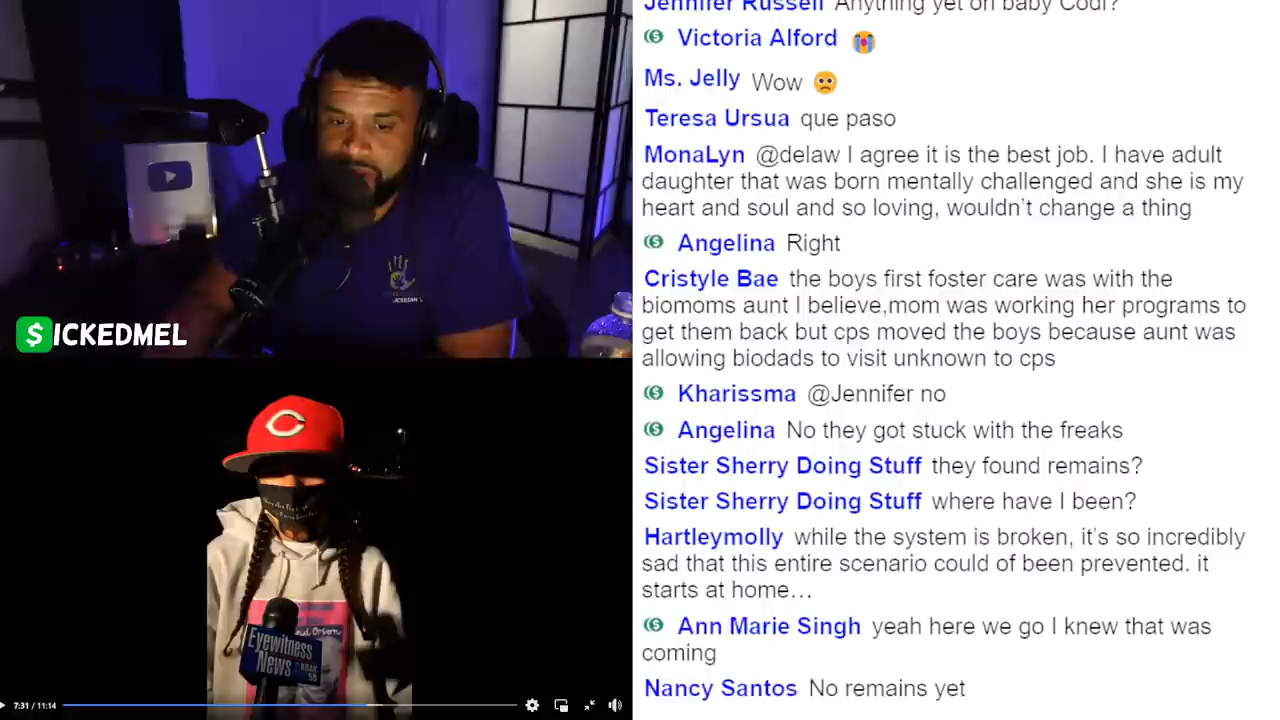 Jennifer Russell Anything yet on baby Codi?
Victoria Alford
Ms. Jelly Wow
Teresa Ursua que paso
MonaLyn @delaw I agree it is the best job. I have adult
daughter that was born mentally challenged and she is my
heart and soul and so loving, wouldn't change a thing
Angelina Right
Cristyle Bae the boys first foster care was with the
biomoms aunt I believe,mom was working her programs to
get them back but cps moved the boys because aunt was
allowing biodads to visit unknown to cps
Kharissma @Jennifer no
Angelina No they got stuck with the freaks
Sister Sherry Doing Stuff they found remains?
Sister Sherry Doing Stuff where have I been?
Hartleymolly while the system is broken, it's so incredibly
sad that this entire scenario could of been prevented. it
starts at home...
Ann Marie Singh yeah here we go I knew that was
coming
Nancy Santos No remains yet
$ICKEDMEL
nd Orson
Eyewitness
News
KBAK
58
7:31 / 11:14